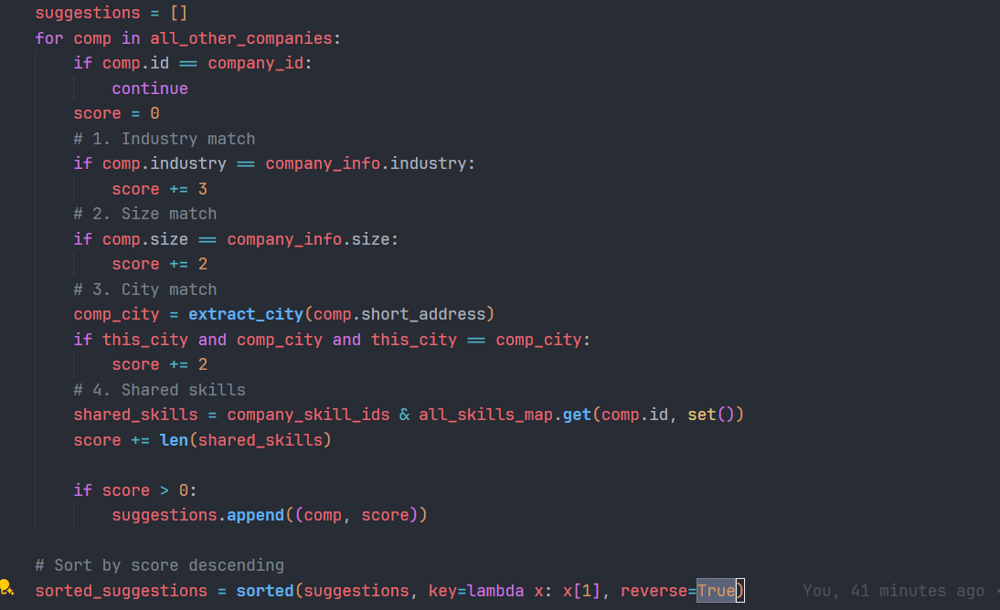 suggestions = []
for comp in all_other_companies:
    if comp.id == company_id:
        continue
    score = 0
    # 1. Industry match
    if comp.industry == company_info.industry:
        score += 3
    # 2. Size match
    if comp.size == company_info.size:
        score += 2
    # 3. City match
    comp_city = extract_city(comp.short_address)
    if this_city and comp_city and this_city == comp_city:
        score += 2
    # 4. Shared skills
    shared_skills = company_skill_ids & all_skills_map.get(comp.id, set())
    score += len(shared_skills)

    if score > 0:
        suggestions.append((comp, score))

# Sort by score descending
sorted_suggestions = sorted(suggestions, key=lambda x: x[1], reverse=True) You, 41 minutes ago •